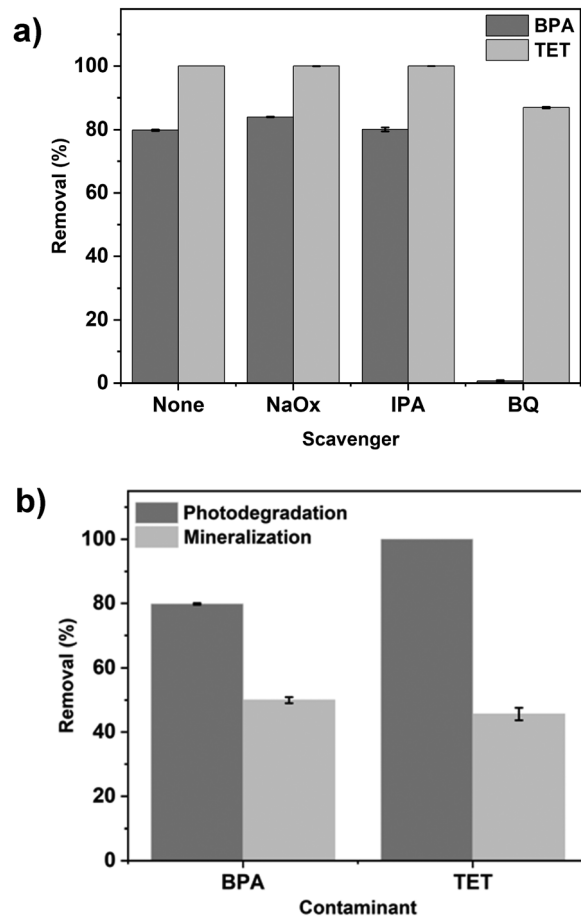 a)
BPA
TET
100
80
60
40
20
0
Removal (%)
None NaOx IPA BQ
Scavenger
b)
Photodegradation
Mineralization
100
80
60
40
20
0
Removal (%)
BPA TET
Contaminant